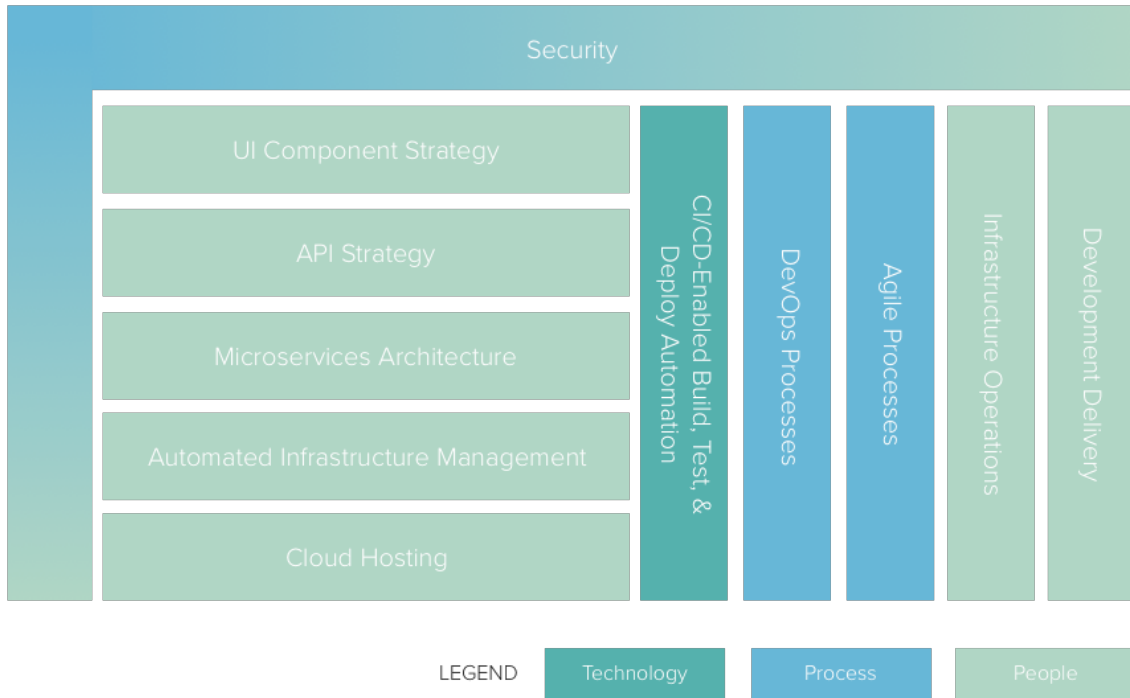 Security
UI Component Strategy
API Strategy
Microservices Architecture
Automated Infrastructure Management
Cloud Hosting
CI/CD-Enabled Build, Test, &
Deploy Automation
DevOps Processes
Agile Processes
Infrastructure Operations
Development Delivery
LEGEND
Technology
Process
People